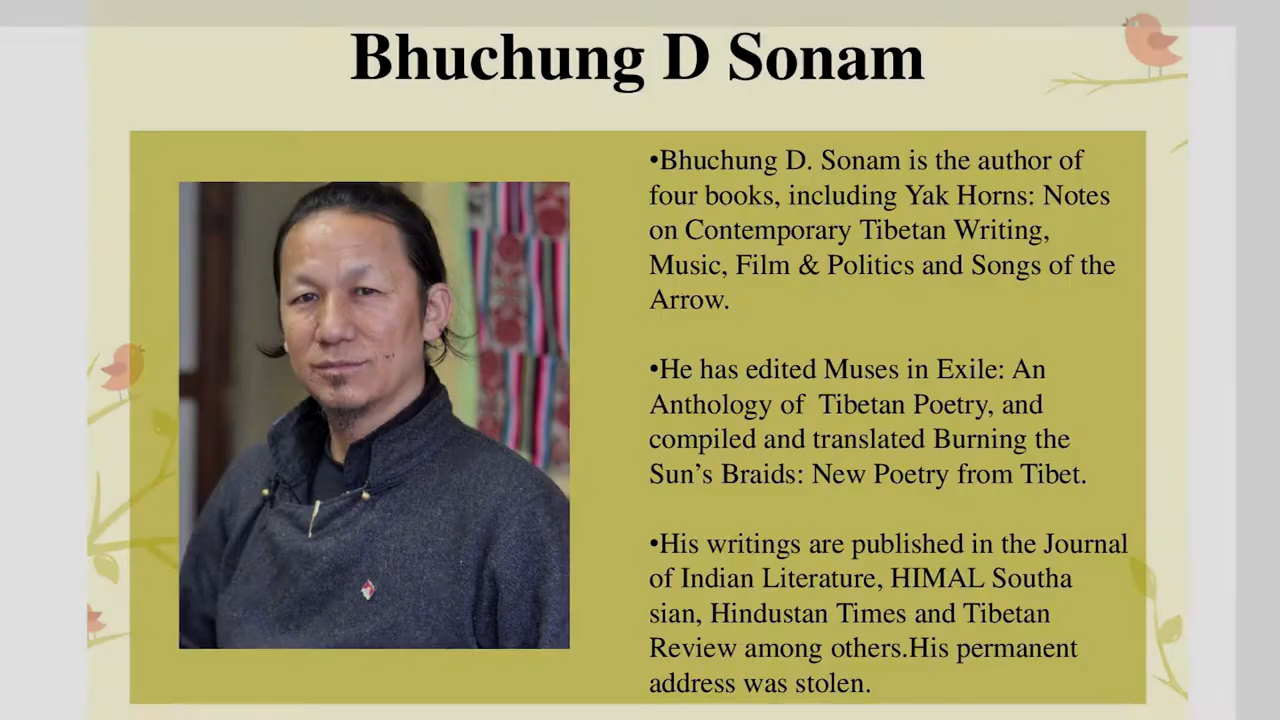 Bhuchung D Sonam
•Bhuchung D. Sonam is the author of
four books, including Yak Horns: Notes
on Contemporary Tibetan Writing,
Music, Film & Politics and Songs of the
Arrow.
•He has edited Muses in Exile: An
Anthology of  Tibetan Poetry, and
compiled and translated Burning the
Sun’s Braids: New Poetry from Tibet.
•His writings are published in the Journal
of Indian Literature, HIMAL Southa
sian, Hindustan Times and Tibetan
Review among others.His permanent
address was stolen.